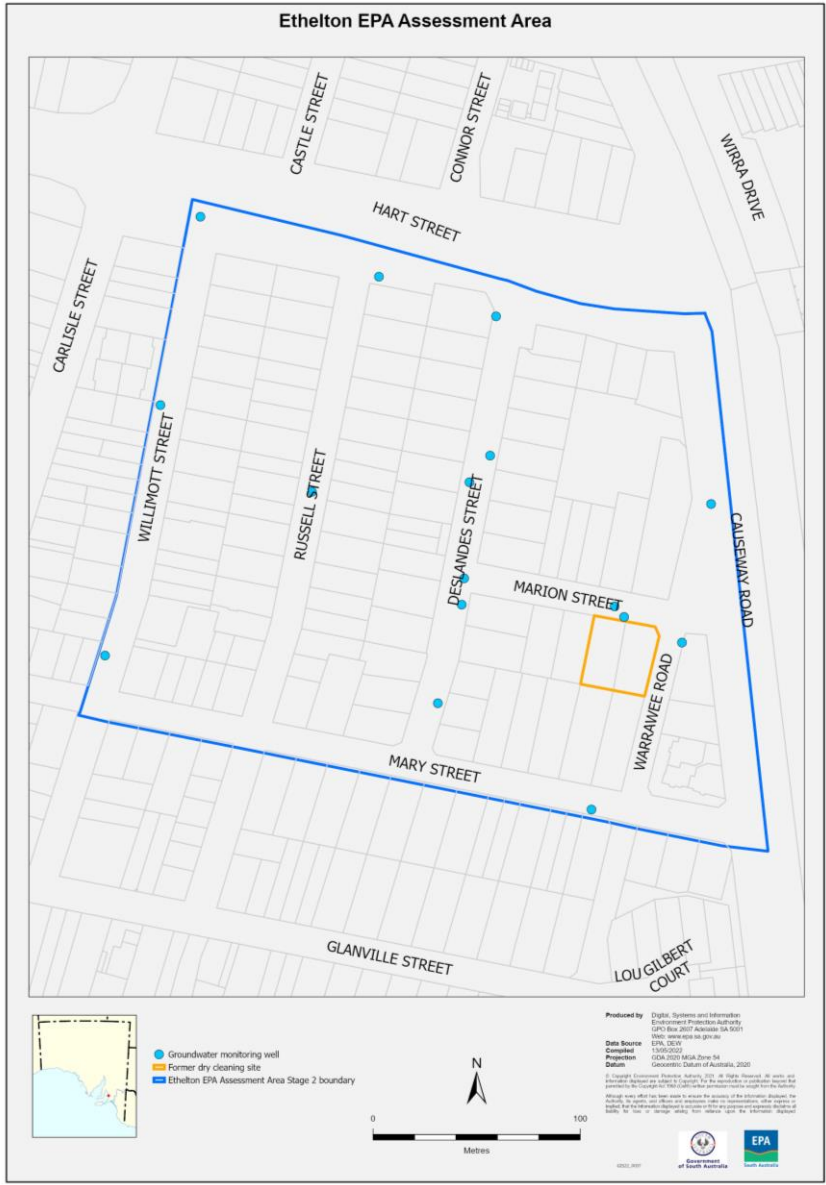 Ethelton EPA Assessment Area
CASTLE STREET
CONNOR STREET
WIRRA DRIVE
HART STREET
CARLISLE STREET
WILLIMOTT STREET
RUSSELL STREET
DESLANDES STREET
MARION STREET
CAUSEWAY ROAD
WARRAWEE ROAD
MARY STREET
GLANVILLE STREET
LOU GILBERT
COURT
Groundwater monitoring well
Former dry cleaning site
Ethelton EPA Assessment Area Stage 2 boundary
N
0 100
Metres
Produced by Digital, Systems and Information
Environment Protection Authority
GPO Box 2607 Adelaide SA 5001
Web: www.epa.sa.gov.au
Data Source EPA, DEW
Compiled 13/05/2022
Projection GDA 2020 MGA Zone 54
Datum Geocentric Datum of Australia, 2020
Government
of South Australia
EPA
South Australia